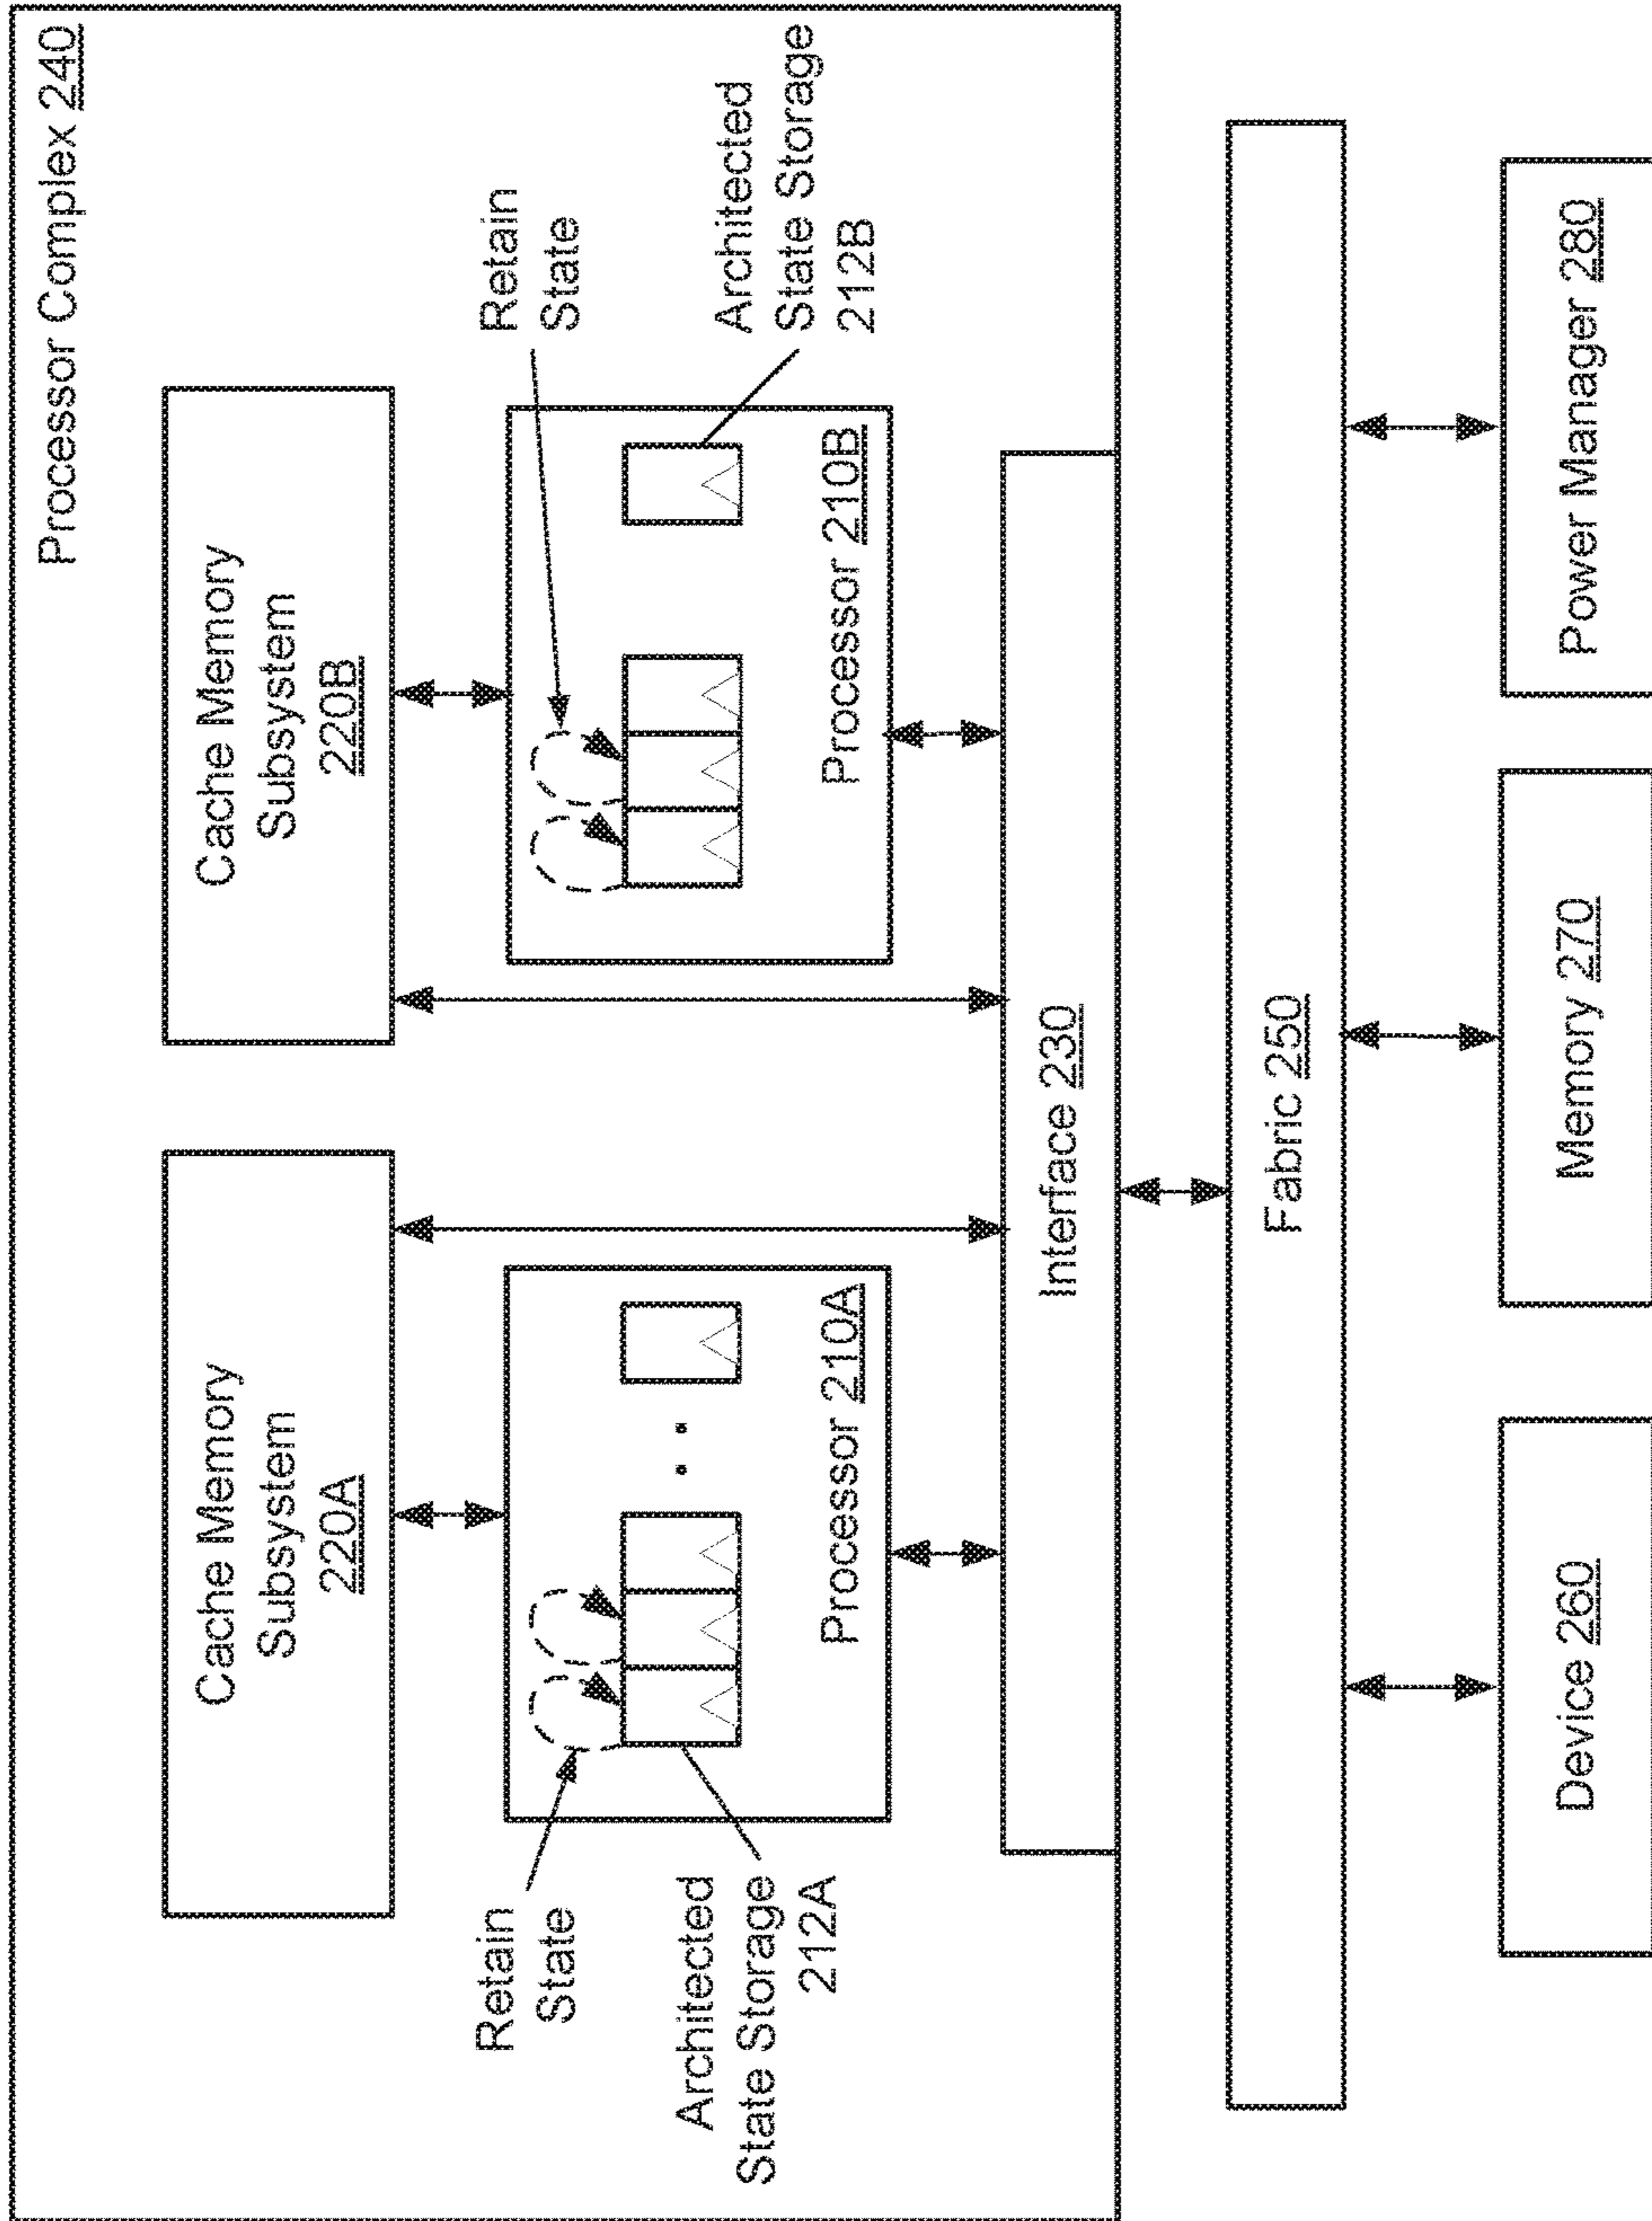 Processor Complex 240
Cache Memory
Subsystem
220A
Cache Memory
Subsystem
220B
Retain
State
Retain
State
Architected
State Storage
212A
Architected
State Storage
212B
Processor 210A
Processor 210B
Interface 230
Fabric 250
Device 260
Memory 270
Power Manager 280